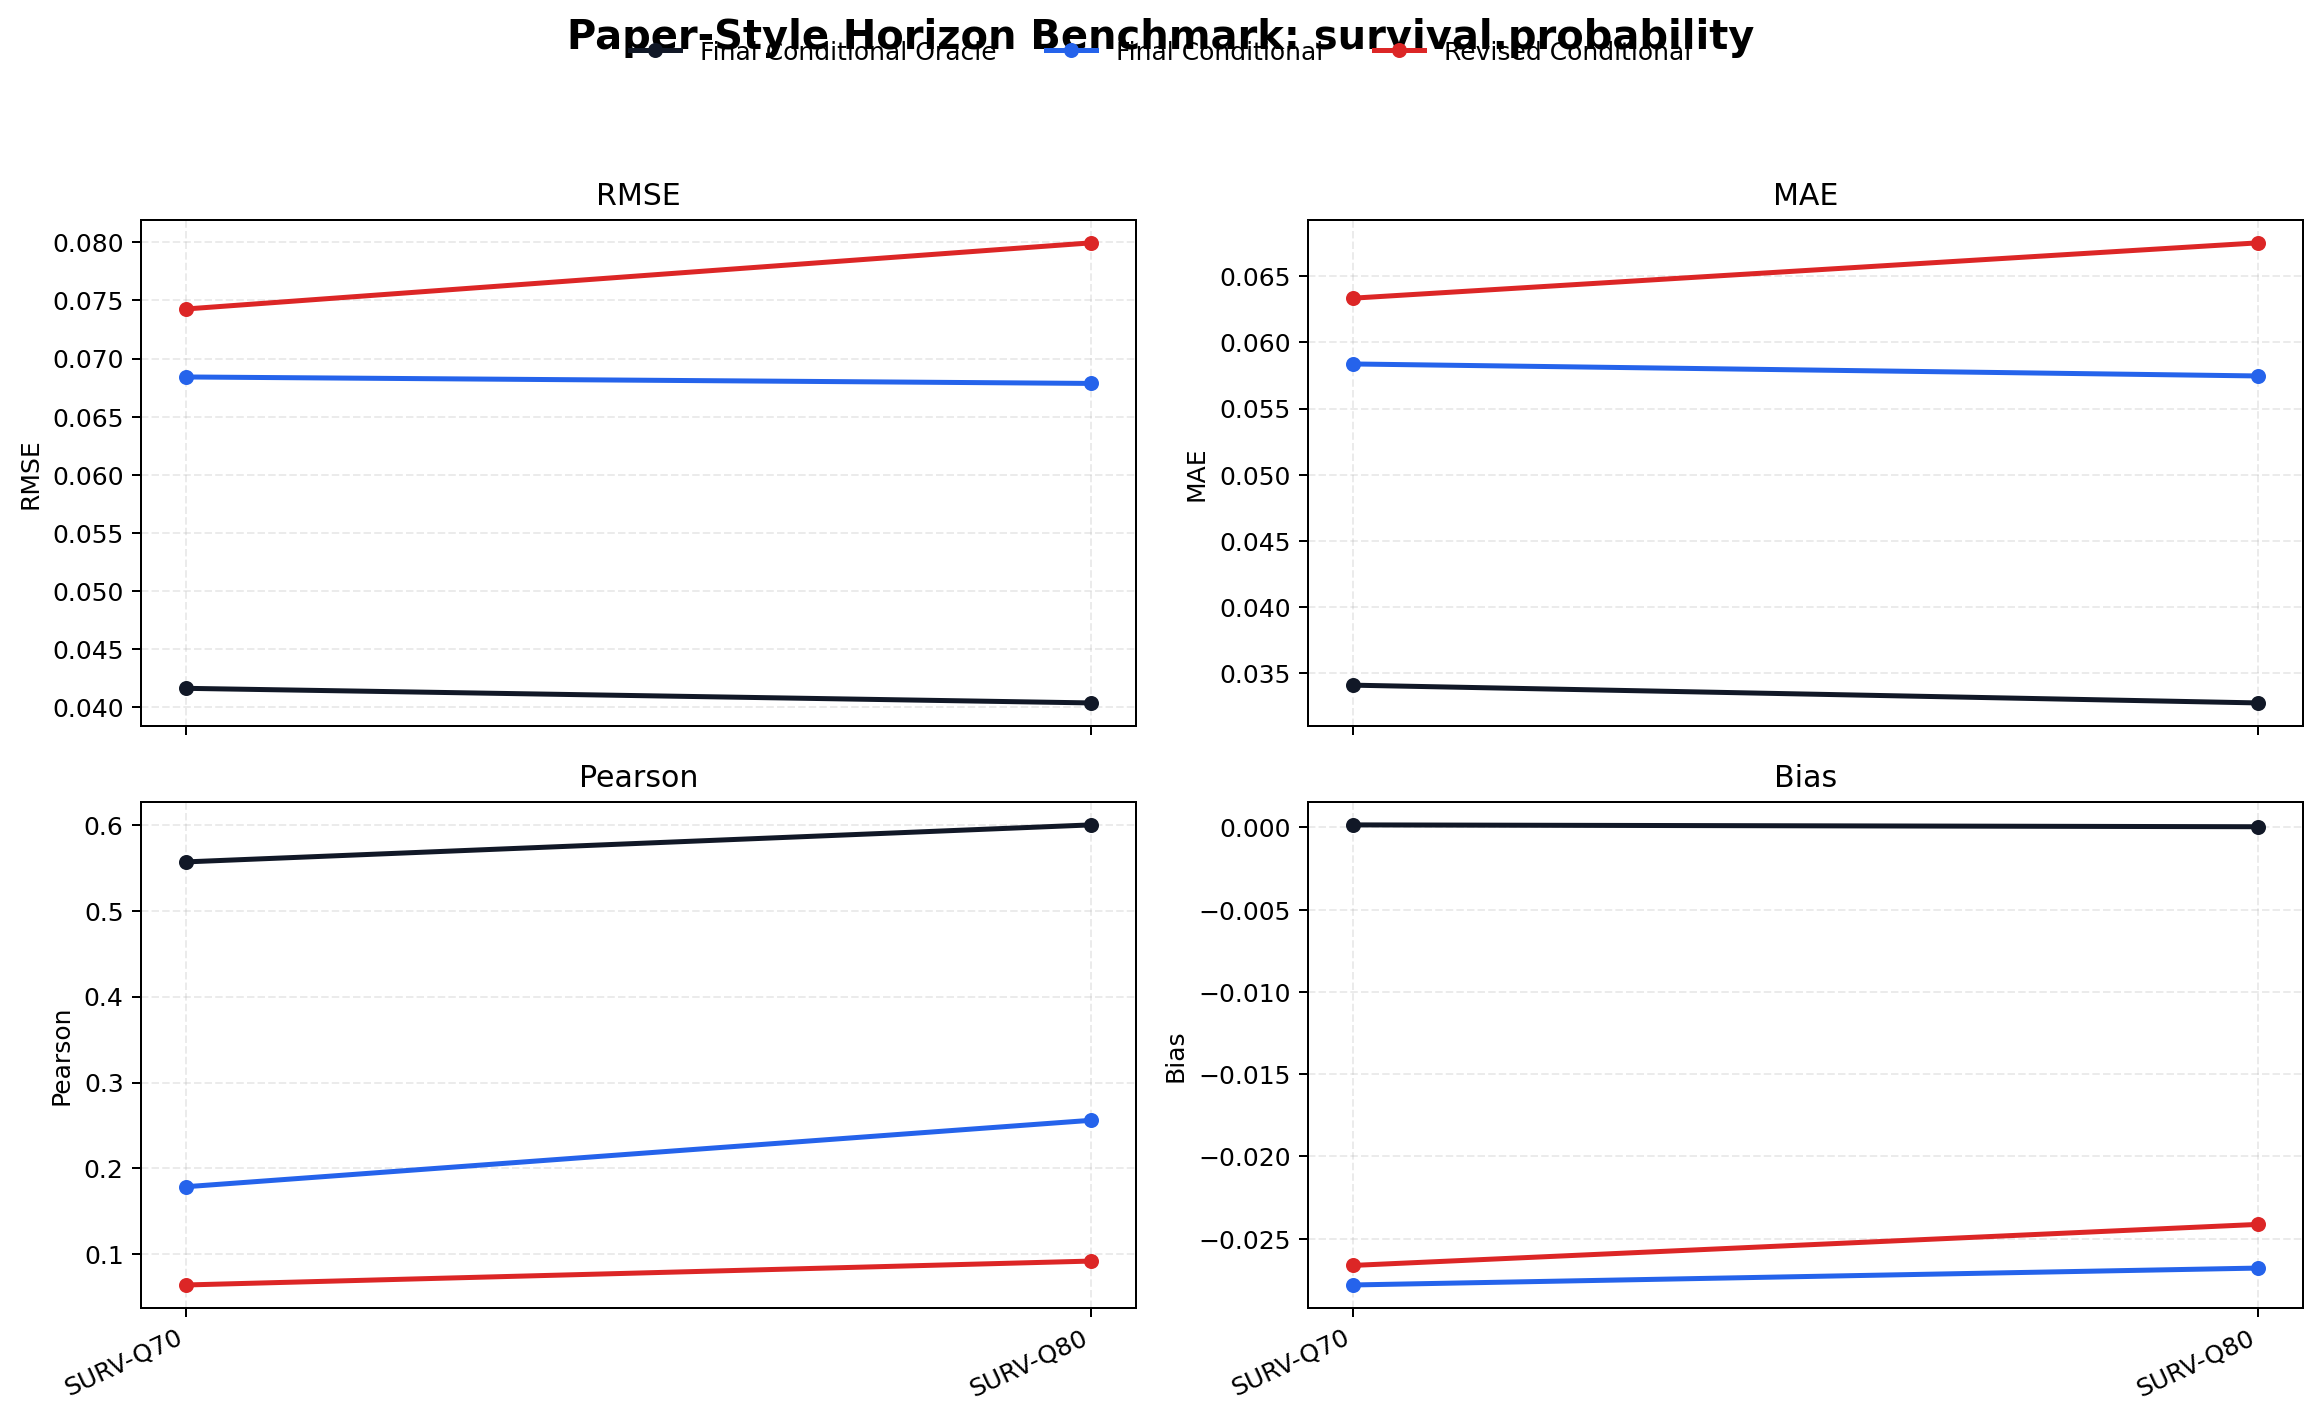 Paper-Style Horizon Benchmark: survival.probability
Final Conditional Oracle Final Conditional Revised Conditional
RMSE
0.080
0.075
0.070
0.065
0.060
0.055
0.050
0.045
0.040
RMSE
MAE
0.065
0.060
0.055
0.050
0.045
0.040
0.035
MAE
Pearson
0.6
0.5
0.4
0.3
0.2
0.1
Pearson
SURV-Q70
SURV-Q80
Bias
0.000
−0.005
−0.010
−0.015
−0.020
−0.025
Bias
SURV-Q70
SURV-Q80